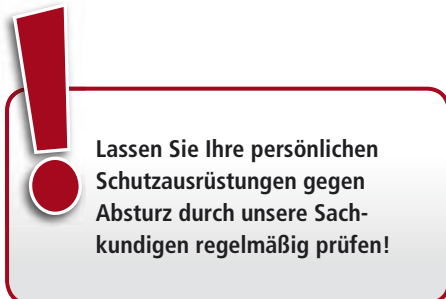 Lassen Sie Ihre persönlichen
Schutzausrüstungen gegen
Absturz durch unsere Sach-
kundigen regelmäßig prüfen!